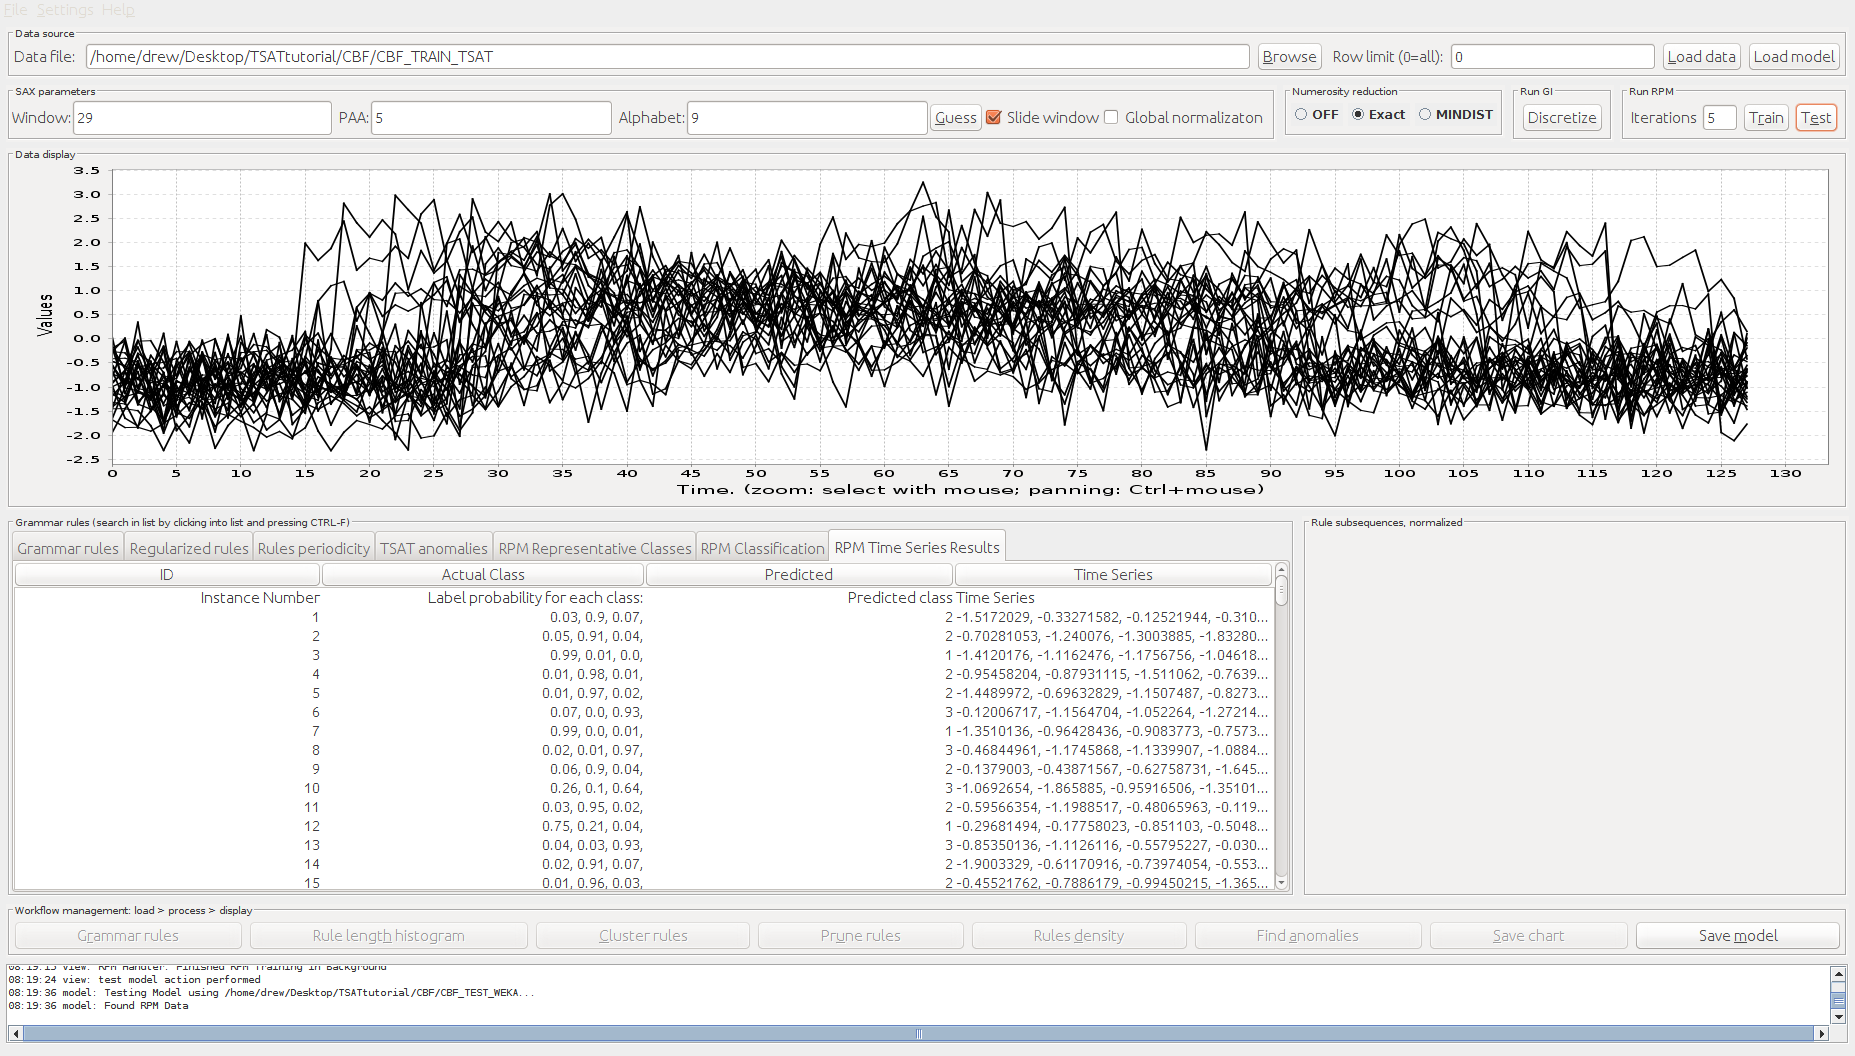 File Settings Help
Data source
Data file: /home/drew/Desktop/TSATtutorial/CBF/CBF_TRAIN_TSAT Browse Row limit (0=all): 0 Load data Load model
SAX parameters Numerosity reduction Run GI Run RPM
Window: 29 PAA: 5 Alphabet: 9 Guess Slide window Global normalizaton OFF Exact MINDIST Discretize Iterations 5 Train Test
Data display
3.5
3.0
2.5
2.0
1.5
1.0
0.5
0.0
-0.5
-1.0
-1.5
-2.0
-2.5
Values
0 5 10 15 20 25 30 35 40 45 50 55 60 65 70 75 80 85 90 95 100 105 110 115 120 125 130
Time. (zoom: select with mouse; panning: Ctrl+mouse)
Grammar rules (search in list by clicking into list and pressing CTRL-F) Rule subsequences, normalized
Grammar rules Regularized rules Rules periodicity TSAT anomalies RPM Representative Classes RPM Classification RPM Time Series Results
ID Actual Class Predicted Time Series
Instance Number Label probability for each class: Predicted class Time Series
1 0.03, 0.9, 0.07, 2 -1.5172029, -0.33271582, -0.12521944, -0.310...
2 0.05, 0.91, 0.04, 2 -0.70281053, -1.240076, -1.3003885, -1.83280...
3 0.99, 0.01, 0.0, 1 -1.4120176, -1.1162476, -1.1756756, -1.04618...
4 0.01, 0.98, 0.01, 2 -0.95458204, -0.87931115, -1.511062, -0.7639...
5 0.01, 0.97, 0.02, 2 -1.4489972, -0.69632829, -1.1507487, -0.8273...
6 0.07, 0.0, 0.93, 3 -0.12006717, -1.1564704, -1.052264, -1.27214...
7 0.99, 0.0, 0.01, 1 -1.3510136, -0.96428436, -0.9083773, -0.7573...
8 0.02, 0.01, 0.97, 3 -0.46844961, -1.1745868, -1.1339907, -1.0884...
9 0.06, 0.9, 0.04, 2 -0.1379003, -0.43871567, -0.62758731, -1.645...
10 0.26, 0.1, 0.64, 3 -1.0692654, -1.865885, -0.95916506, -1.35101...
11 0.03, 0.95, 0.02, 2 -0.59566354, -1.1988517, -0.48065963, -0.119...
12 0.75, 0.21, 0.04, 1 -0.29681494, -0.17758023, -0.851103, -0.5048...
13 0.04, 0.03, 0.93, 3 -0.85350136, -1.1126116, -0.55795227, -0.030...
14 0.02, 0.91, 0.07, 2 -1.9003329, -0.61170916, -0.73974054, -0.553...
15 0.01, 0.96, 0.03, 2 -0.45521762, -0.7886179, -0.99450215, -1.365...
Workflow management: load > process > display
Grammar rules Rule length histogram Cluster rules Prune rules Rules density Find anomalies Save chart Save model
08:19:15 view: RPM Handler: Finished RPM Training in Background
08:19:24 view: test model action performed
08:19:36 model: Testing Model using /home/drew/Desktop/TSATtutorial/CBF/CBF_TEST_WEKA...
08:19:36 model: Found RPM Data